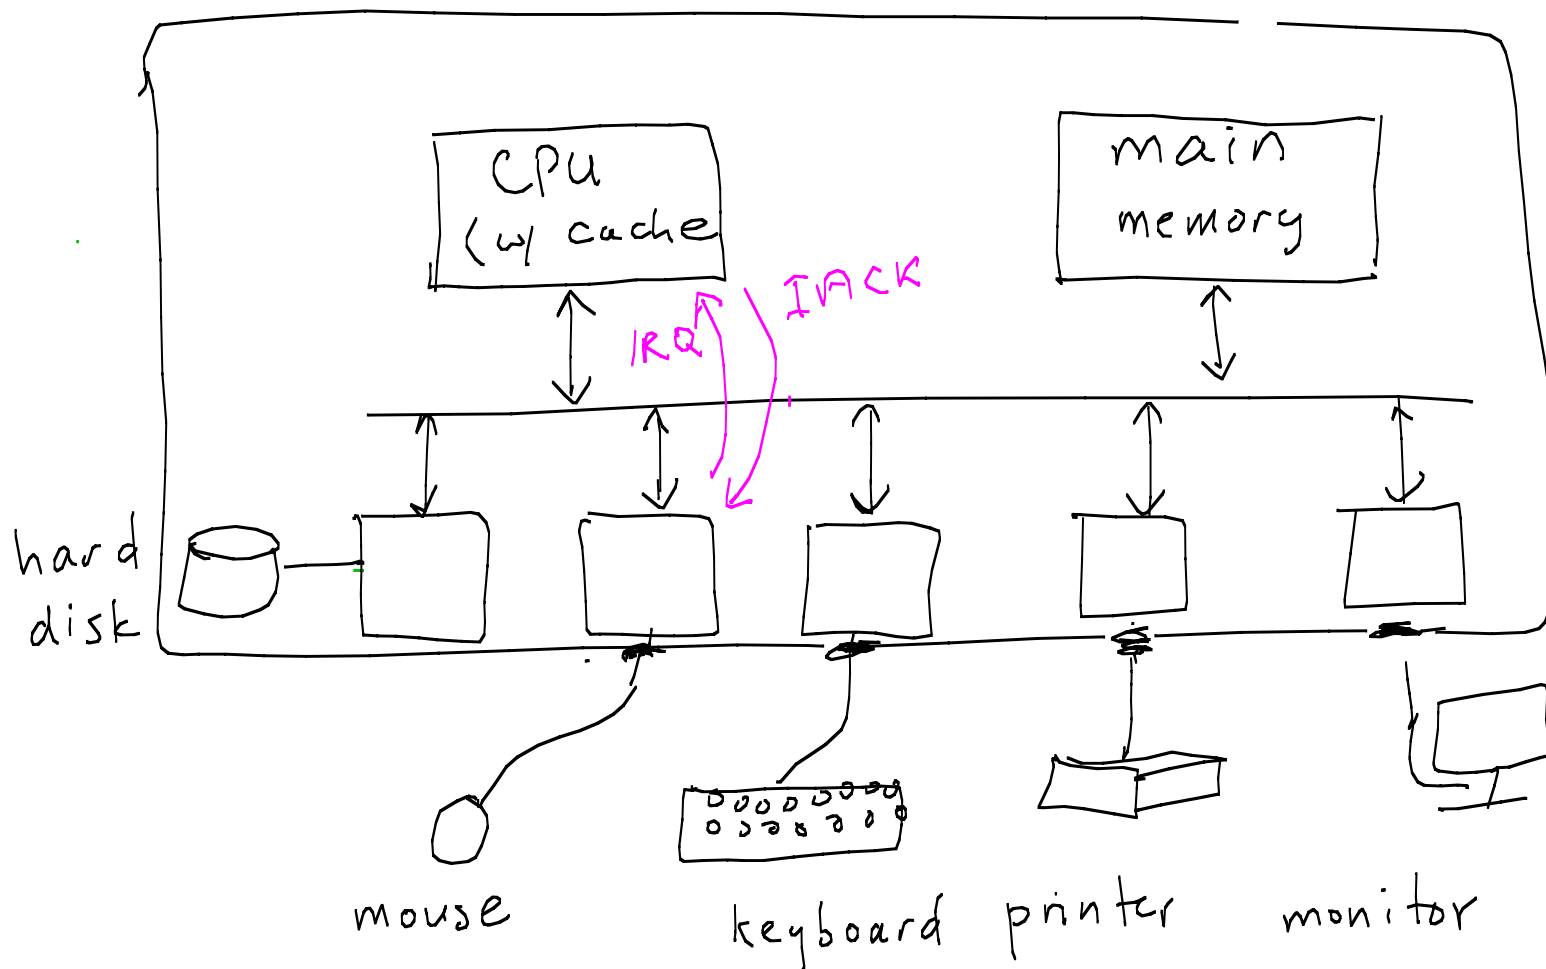 CPU
(w/ cache
main
memory
IRQ
IACK
hard
disk
mouse
keyboard
printer
monitor